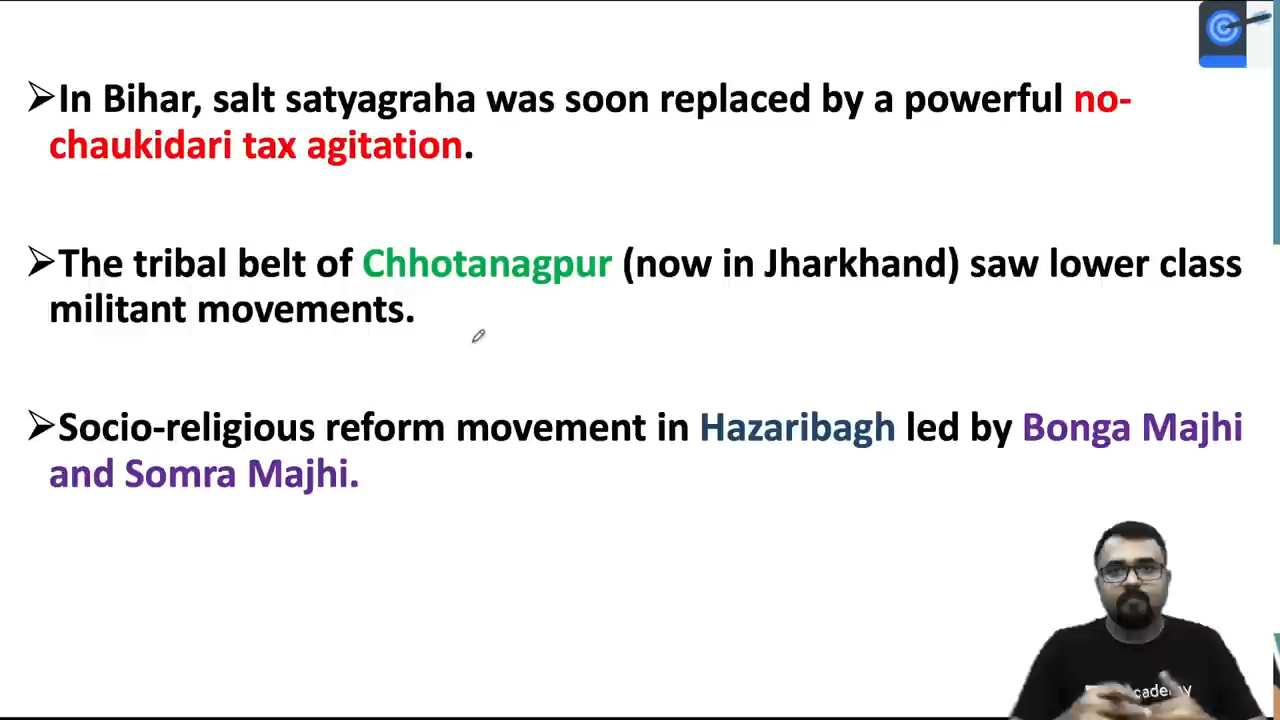 ➢In Bihar, salt satyagraha was soon replaced by a powerful no-
chaukidari tax agitation.
➢The tribal belt of Chhotanagpur (now in Jharkhand) saw lower class
militant movements.
➢Socio-religious reform movement in Hazaribagh led by Bonga Majhi
and Somra Majhi.